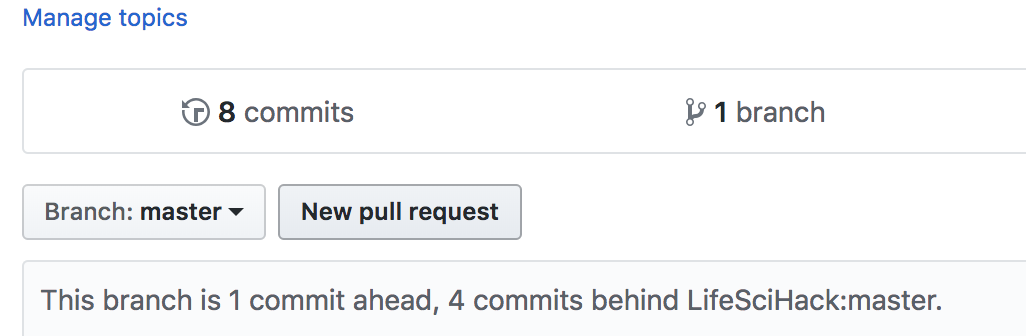 Manage topics
8 commits
1 branch
Branch: master
New pull request
This branch is 1 commit ahead, 4 commits behind LifeSciHack:master.